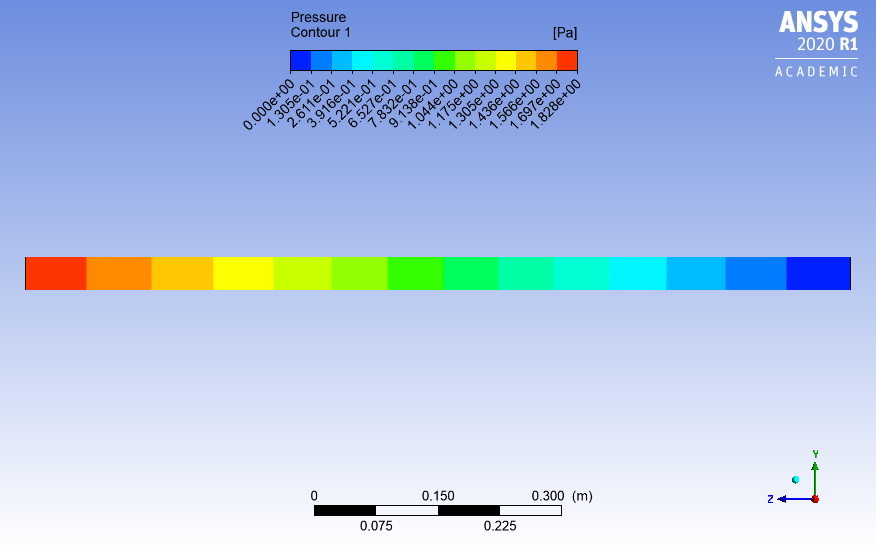 Pressure
Contour 1
[Pa]
ANSYS
2020 R1
ACADEMIC
0.000e+00
1.305e-01
2.611e-01
3.916e-01
5.221e-01
6.527e-01
7.832e-01
9.138e-01
1.044e+00
1.175e+00
1.305e+00
1.436e+00
1.566e+00
1.697e+00
1.828e+00
Y
Z
0 0.150 0.300 (m)
0.075 0.225